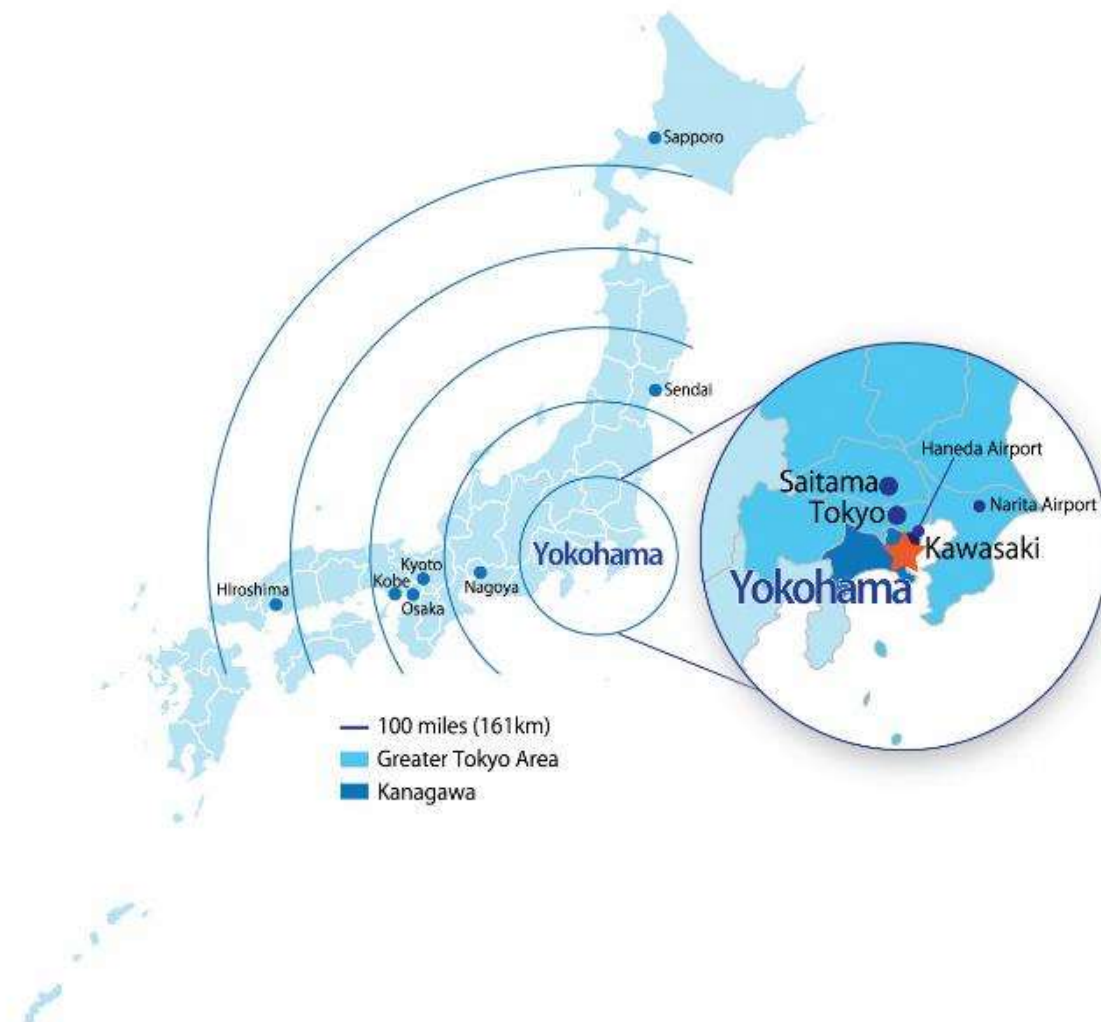 Sapporo
Sendai
Haneda Airport
Saitama
Narita Airport
Tokyo
Kawasaki
Yokohama
Kyoto
Hiroshima
Kobe
Nagoya
Osaka
Yokohama
100 miles (161km)
Greater Tokyo Area
Kanagawa